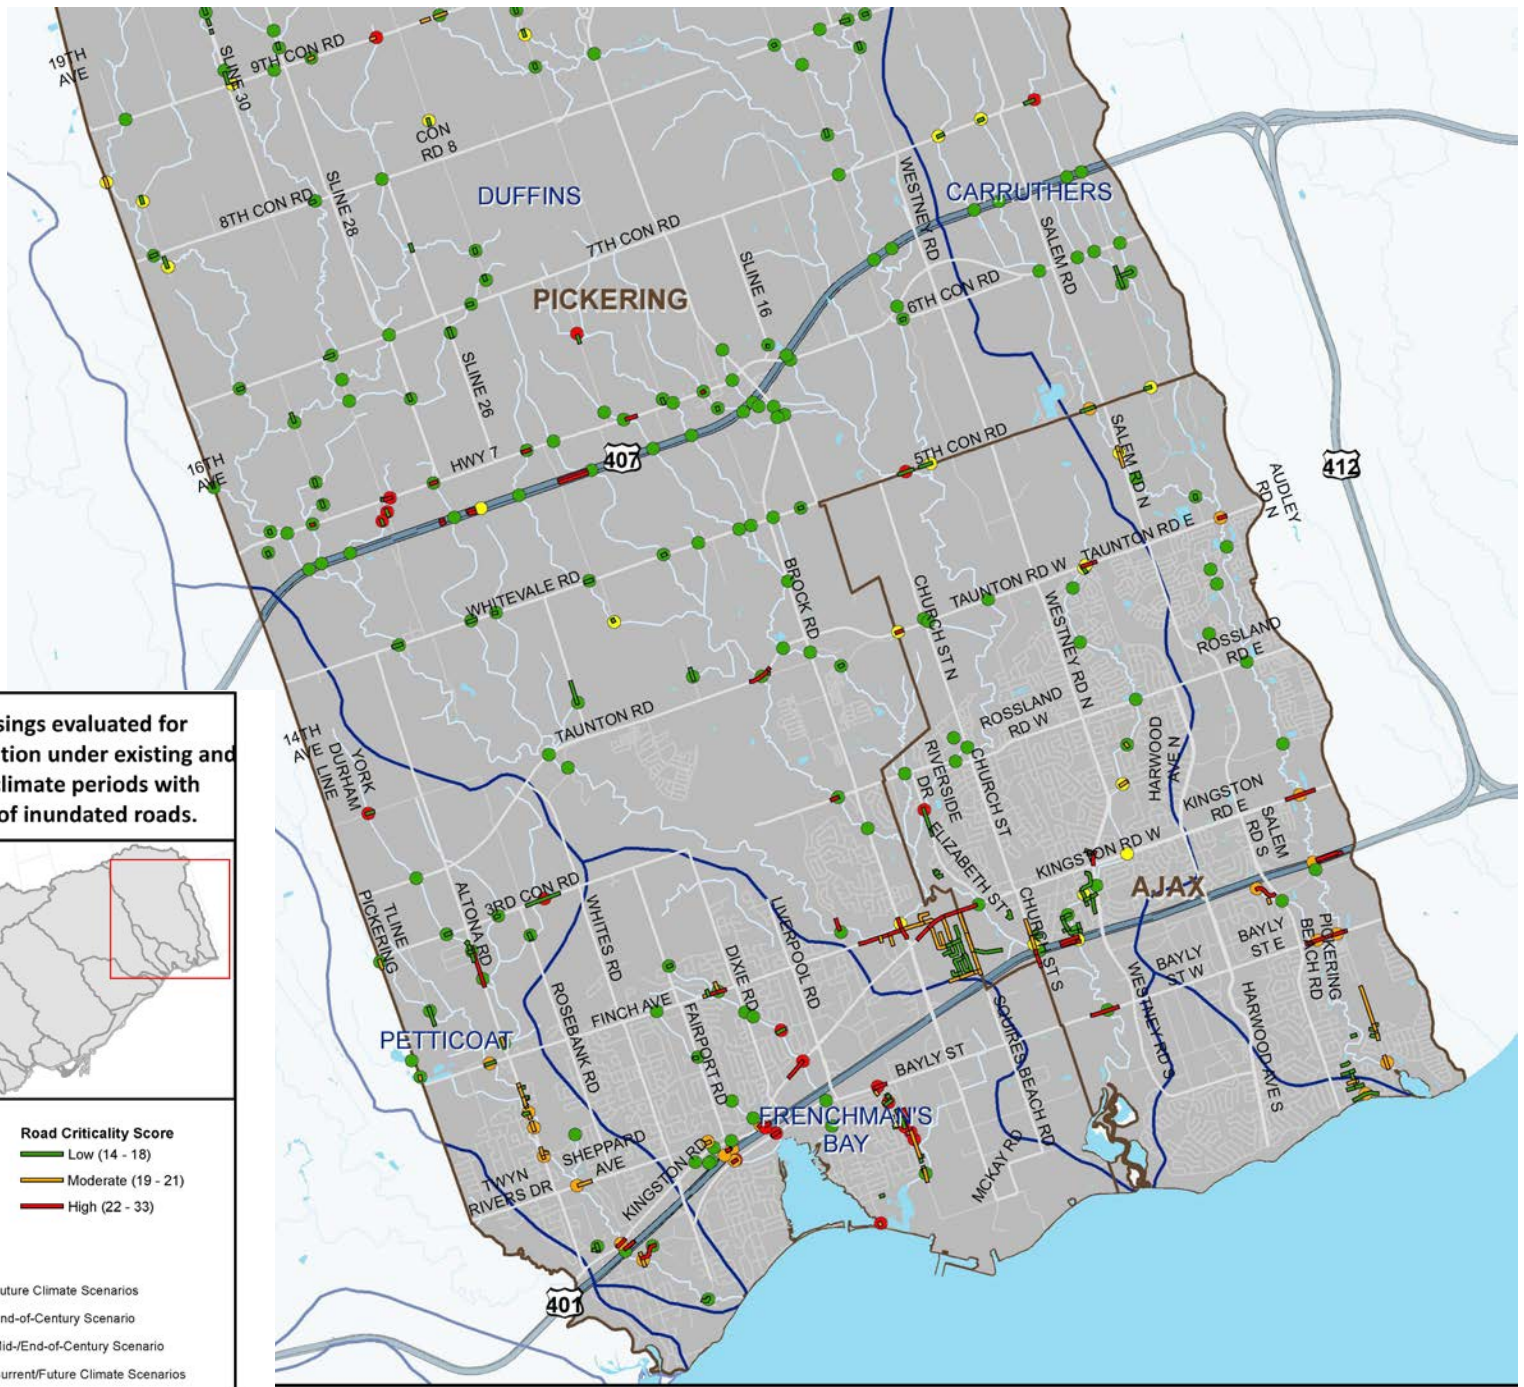 19TH
AVE
SLINE 30
9TH CON RD
CON
RD 8
8TH CON RD
SLINE 28
DUFFINS
7TH CON RD
WESTNEY RD
CARRUTHERS
SALEM RD
SLINE 16
6TH CON RD
PICKERING
SLINE 26
16TH
AVE
HWY 7
407
5TH CON RD
SALEM RD N
AUDLEY
RD N
412
WHITEVALE RD
BROCK RD
CHURCH ST N
TAUNTON RD W
TAUNTON RD E
WESTNEY RD N
ROSSLAND
RD E
14TH
AVE
YORK
DURHAM
LINE
TAUNTON RD
ROSSLAND
RD W
RIVERSIDE
DR
CHURCH ST
HARWOOD
AVE N
KINGSTON
RD E
SALEM
RD S
ELIZABETH ST
KINGSTON RD W
AJAX
TLINE
PICKERING
ALTONA RD
3RD CON RD
WHITES RD
LIVERPOOL RD
DIXIE RD
CHURCH ST S
BAYLY
ST W
BAYLY
ST E
PICKERING
BEACH RD
PETTICOAT
ROSEBANK RD
FINCH AVE
FAIRPORT RD
BAYLY ST
SQUIRES BEACH RD
WESTNEY RD S
HARWOOD AVE S
FRENCHMAN'S
BAY
MCKAY RD
SHEPPARD
AVE
TWYN
RIVERS DR
KINGSTON RD
401
sings evaluated for
tion under existing and
climate periods with
of inundated roads.
Road Criticality Score
Low (14 - 18)
Moderate (19 - 21)
High (22 - 33)
uture Climate Scenarios
nd-of-Century Scenario
Mid-/End-of-Century Scenario
urrent/Future Climate Scenarios